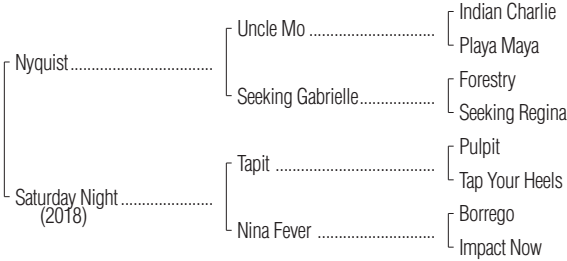 Indian Charlie
Uncle Mo
Playa Maya
Nyquist
Forestry
Seeking Gabrielle
Seeking Regina
Pulpit
Tapit
Tap Your Heels
Saturday Night
(2018)
Borrego
Nina Fever
Impact Now